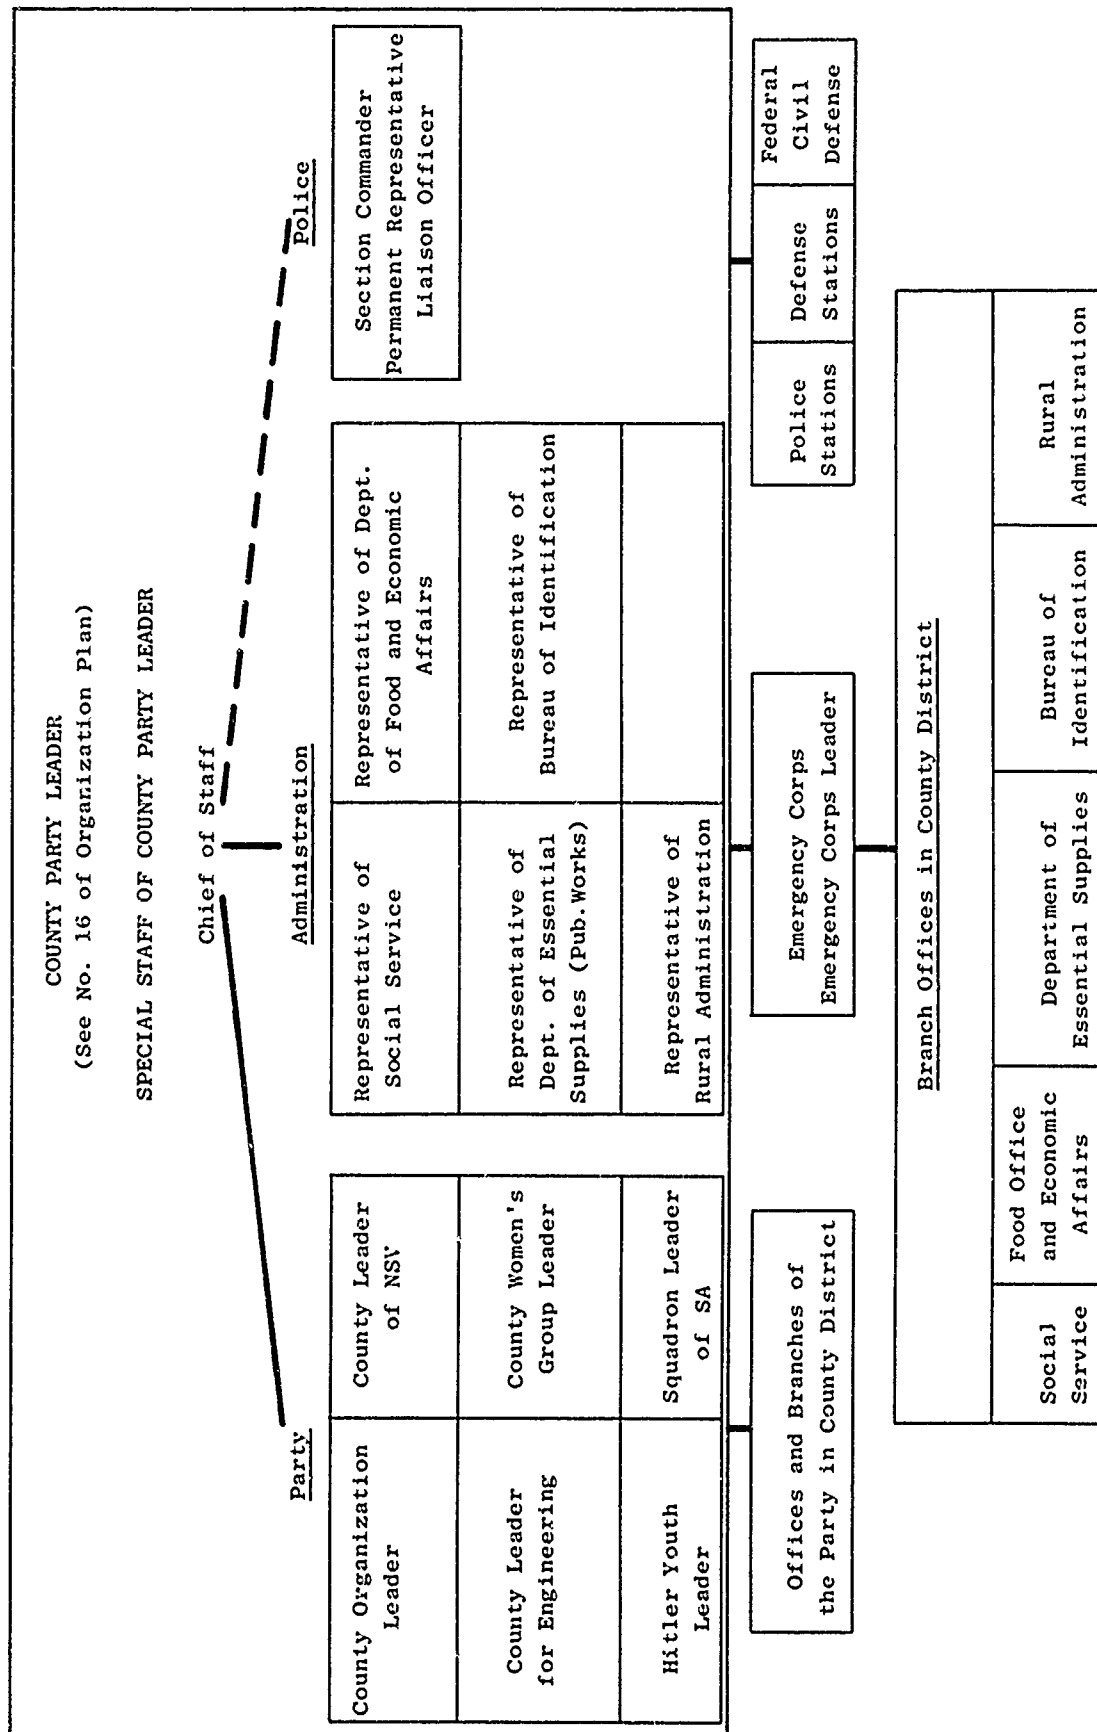 COUNTY PARTY LEADER
(See No. 16 of Organization Plan)
SPECIAL STAFF OF COUNTY PARTY LEADER
Chief of Staff
Party
Administration
Police
County Organization
Leader
County Leader
of NSV
County Leader
for Engineering
County Women's
Group Leader
Hitler Youth
Leader
Squadron Leader
of SA
Representative of
Social Service
Representative of Dept.
of Food and Economic
Affairs
Representative of
Dept. of Essential
Supplies (Pub.Works)
Representative of
Bureau of Identification
Representative of
Rural Administration
Section Commander
Permanent Representative
Liaison Officer
Offices and Branches of
the Party in County District
Emergency Corps
Emergency Corps Leader
Police
Stations
Defense
Stations
Federal
Civil
Defense
Branch Offices in County District
Social
Service
Food Office
and Economic
Affairs
Department of
Essential Supplies
Bureau of
Identification
Rural
Administration